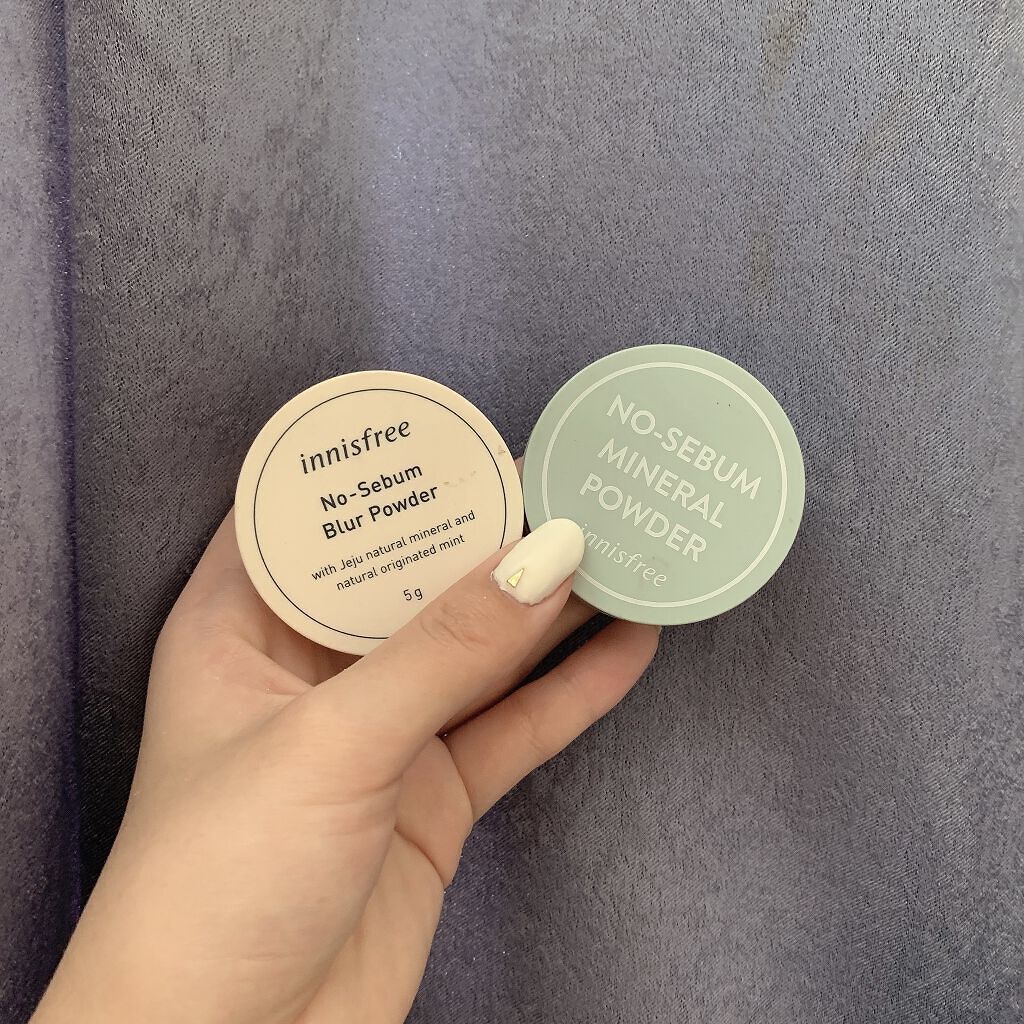 innisfree
No-Sebum
Blur Powder
with Jeju natural mineral and
natural originated mint
5g
NO-SEBUM
MINERAL
POWDER
innisfree